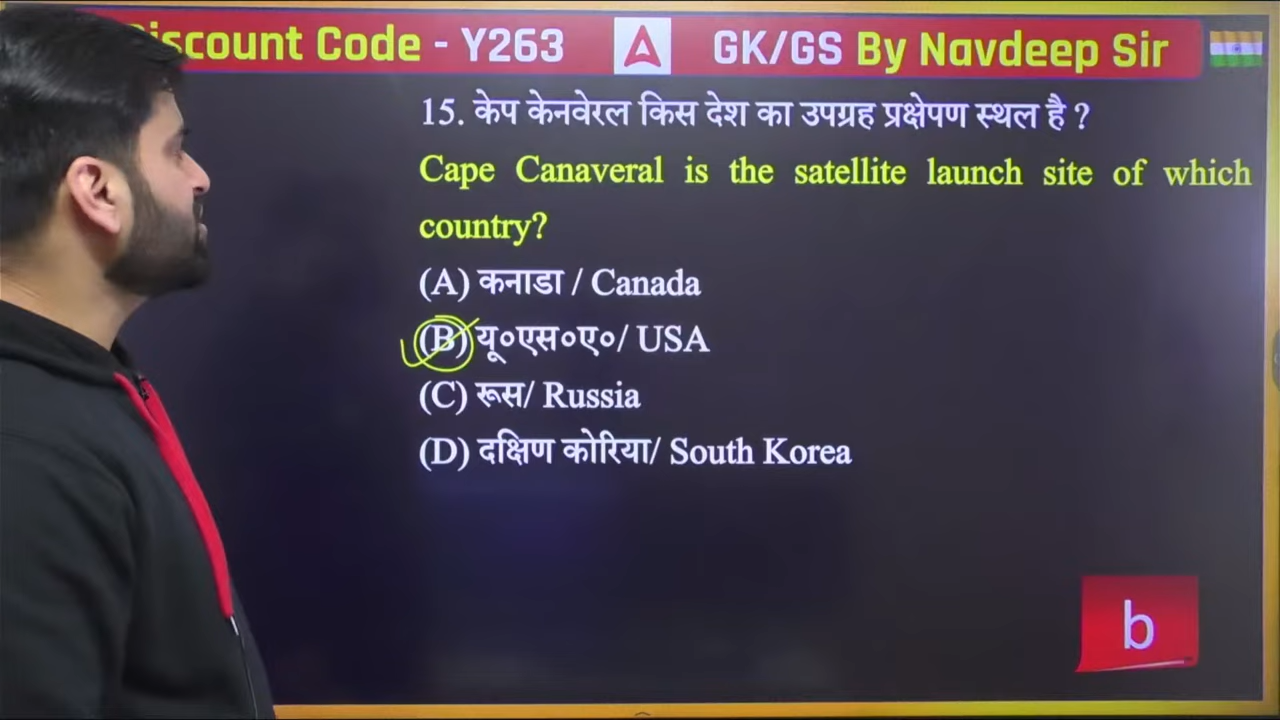 Discount Code - Y263 GK/GS By Navdeep Sir
15. केप केनवेरल किस देश का उपग्रह प्रक्षेपण स्थल है ?
Cape Canaveral is the satellite launch site of which
country?
(A) कनाडा / Canada
(B) यू०एस०ए०/ USA
(C) रूस/ Russia
(D) दक्षिण कोरिया/ South Korea
b